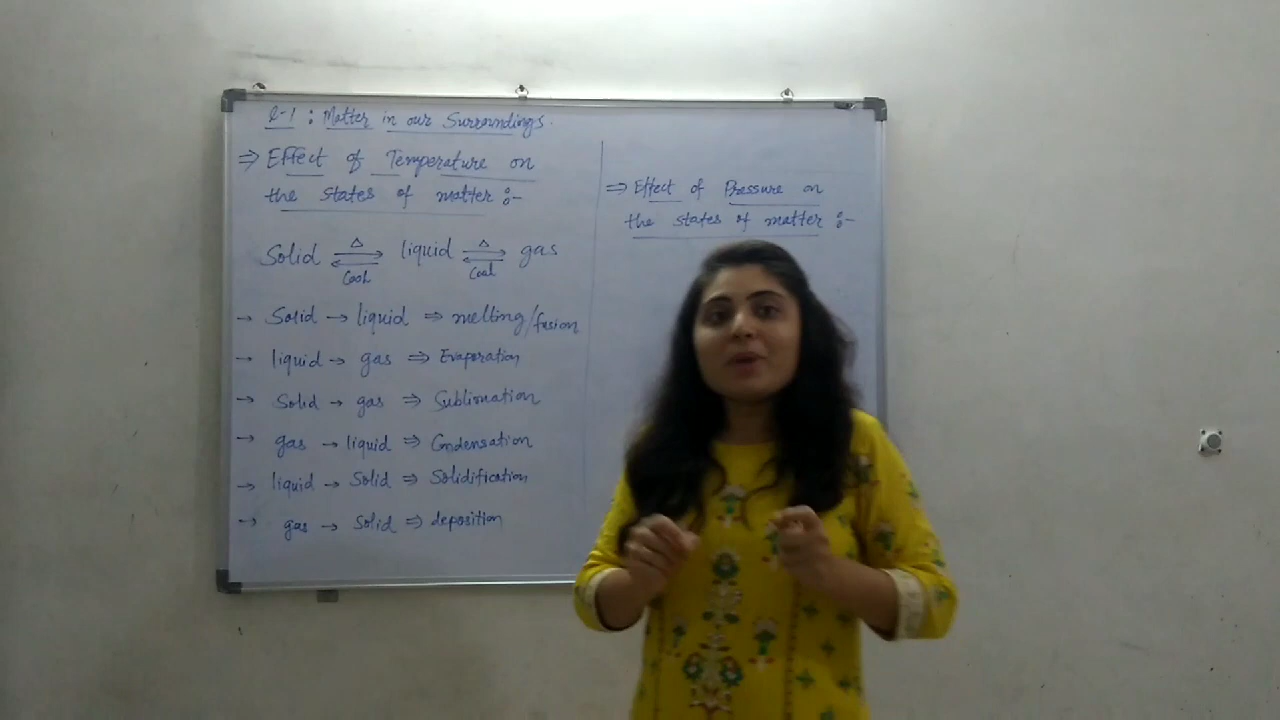 L-1 : Matter in our Surroundings.
⇒ Effect of Temperature on
the states of matter :-
Solid ⇌ liquid ⇌ gas
Δ Δ
Cool Cool
→ Solid → liquid ⇒ melting/fusion
→ liquid → gas ⇒ Evaporation
→ Solid → gas ⇒ Sublimation
→ gas → liquid ⇒ Condensation
→ liquid → Solid ⇒ Solidification
→ gas → Solid ⇒ deposition
⇒ Effect of Pressure on
the states of matter :-